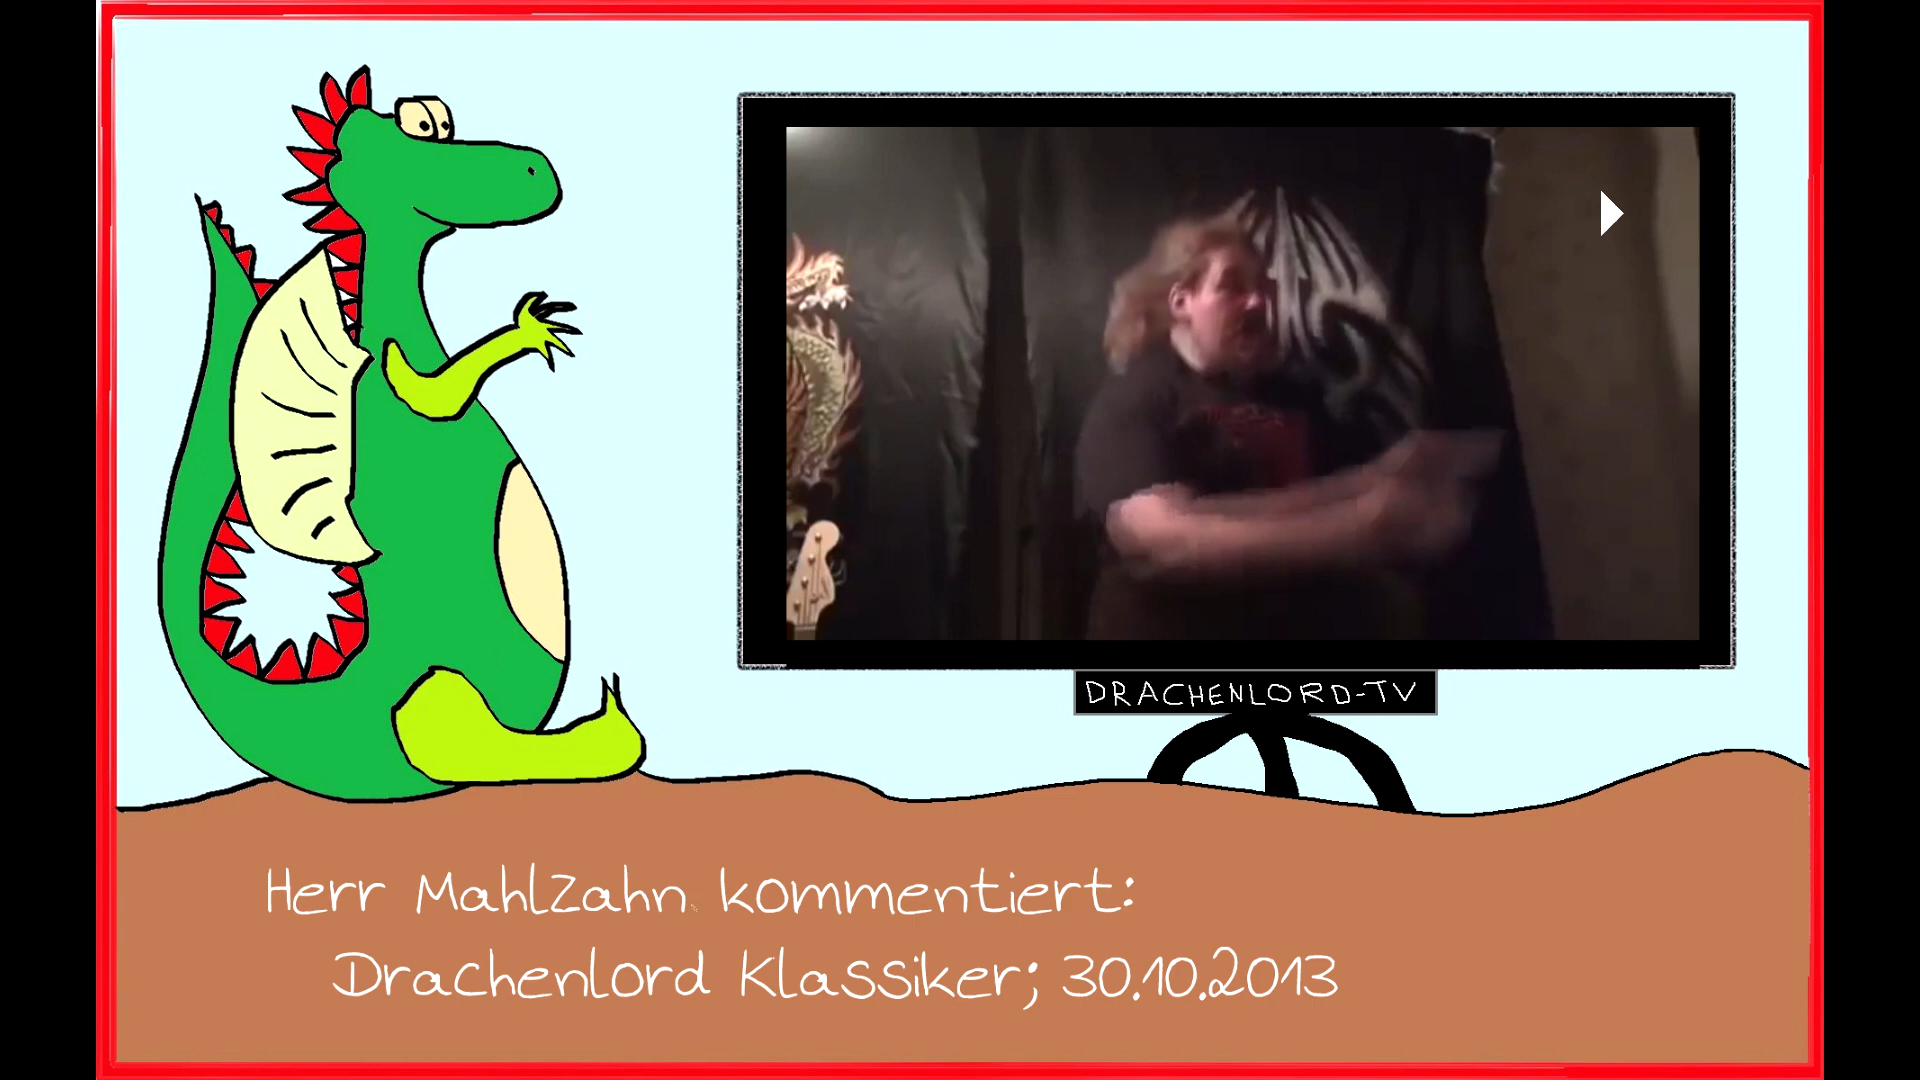 DRACHENLORD-TV
Herr Mahlzahn kommentiert:
Drachenlord Klassiker; 30.10.2013